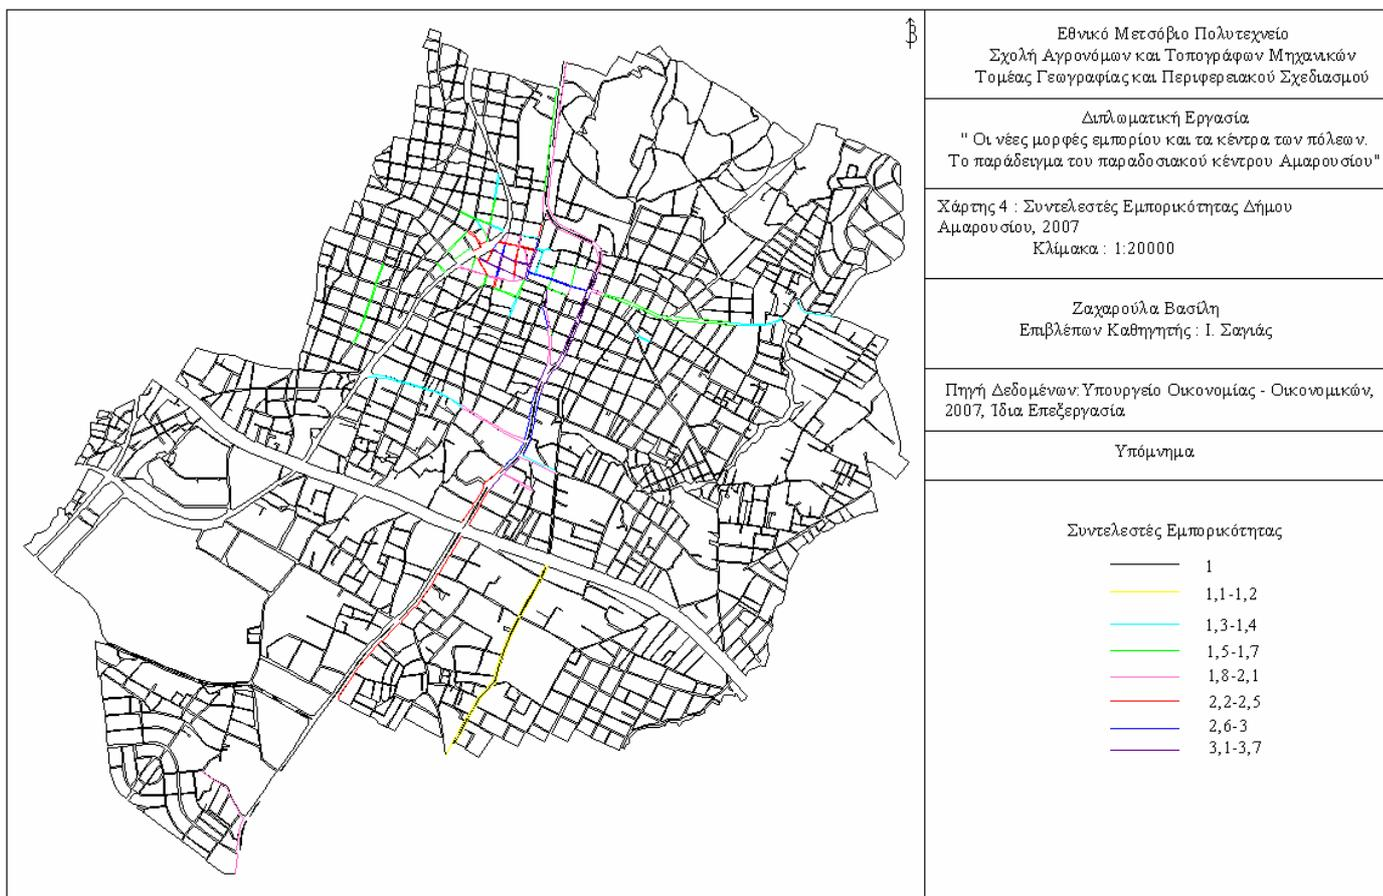 Β
Εθνικό Μετσόβιο Πολυτεχνείο
Σχολή Αγρονόμων και Τοπογράφων Μηχανικών
Τομέας Γεωγραφίας και Περιφερειακού Σχεδιασμού
Διπλωματική Εργασία
" Οι νέες μορφές εμπορίου και τα κέντρα των πόλεων.
Το παράδειγμα του παραδοσιακού κέντρου Αμαρουσίου"
Χάρτης 4 : Συντελεστές Εμπορικότητας Δήμου
Αμαρουσίου, 2007
Κλίμακα : 1:20000
Ζαχαρούλα Βασίλη
Επιβλέπων Καθηγητής : Ι. Σαγιάς
Πηγή Δεδομένων: Υπουργείο Οικονομίας - Οικονομικών,
2007, Ίδια Επεξεργασία
Υπόμνημα
Συντελεστές Εμπορικότητας
1
1,1-1,2
1,3-1,4
1,5-1,7
1,8-2,1
2,2-2,5
2,6-3
3,1-3,7